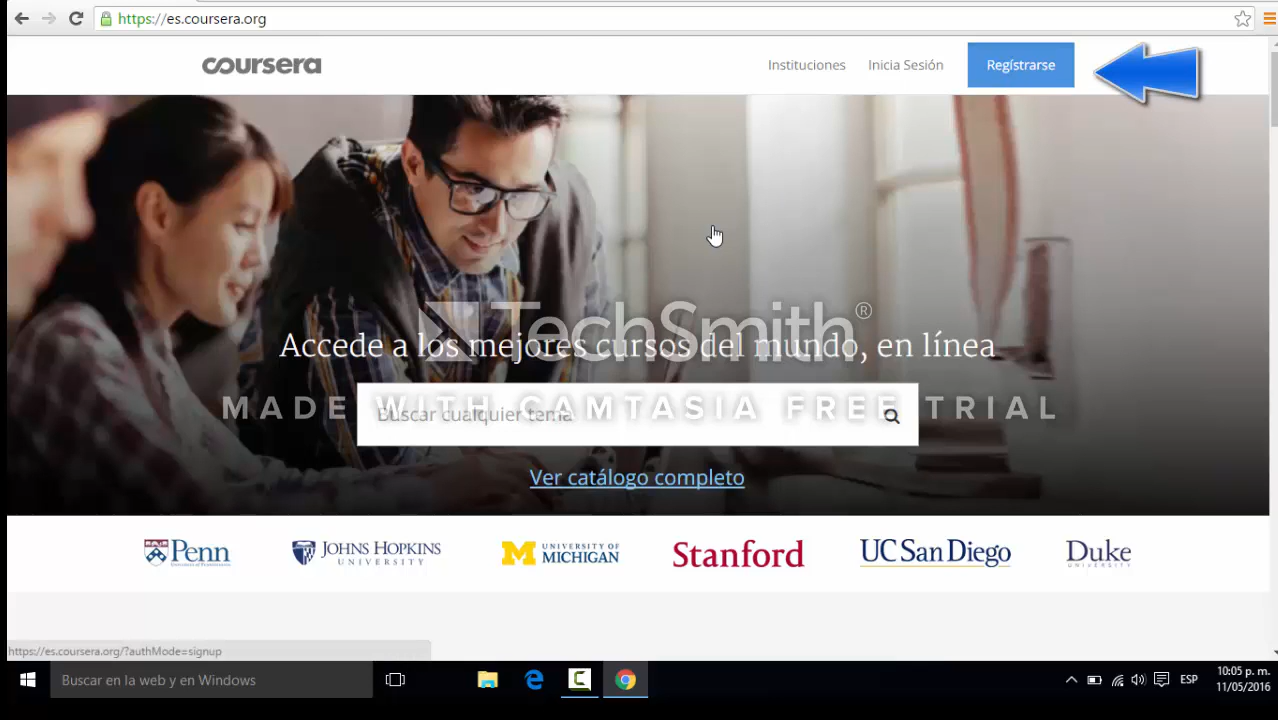 https://es.coursera.org
coursera
Instituciones
Inicia Sesión
Regístrarse
TechSmith®
Accede a los mejores cursos del mundo, en línea
MADE WITH CAMTASIA FREE TRIAL
Buscar cualquier tema
Ver catálogo completo
Penn
JOHNS HOPKINS
UNIVERSITY
M UNIVERSITY OF
MICHIGAN
Stanford
UC San Diego
Duke
UNIVERSITY
https://es.coursera.org/?authMode=signup
Buscar en la web y en Windows
ESP
10:05 p. m.
11/05/2016